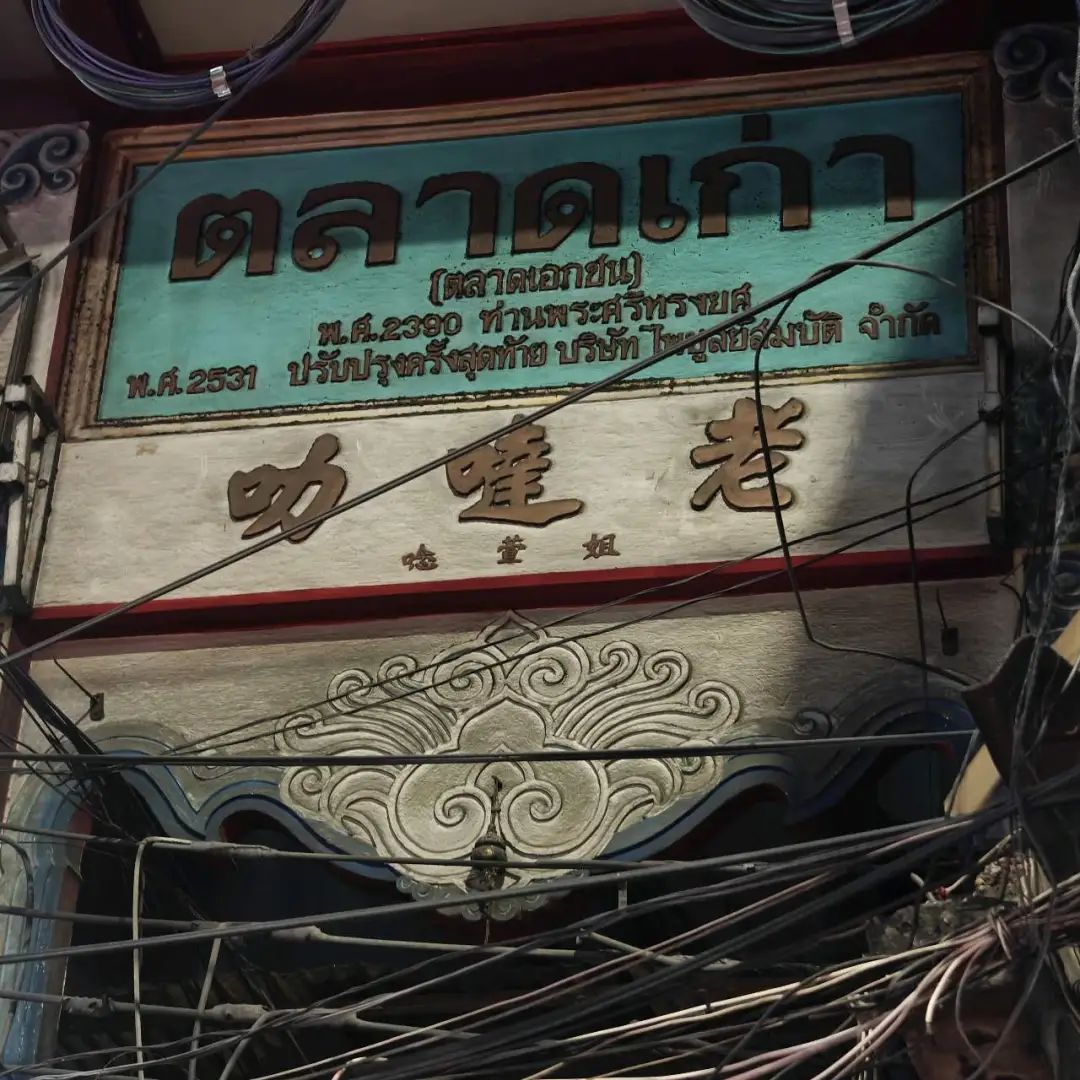 ตลาดเก่า
(ตลาดเอกชน)
พ.ศ.2390 ท่านพระศรีทรงยศ
พ.ศ.2531 ปรับปรุงครั้งสุดท้าย บริษัท ไพบูลย์สมบัติ จำกัด
老噠叻
姐萱唸